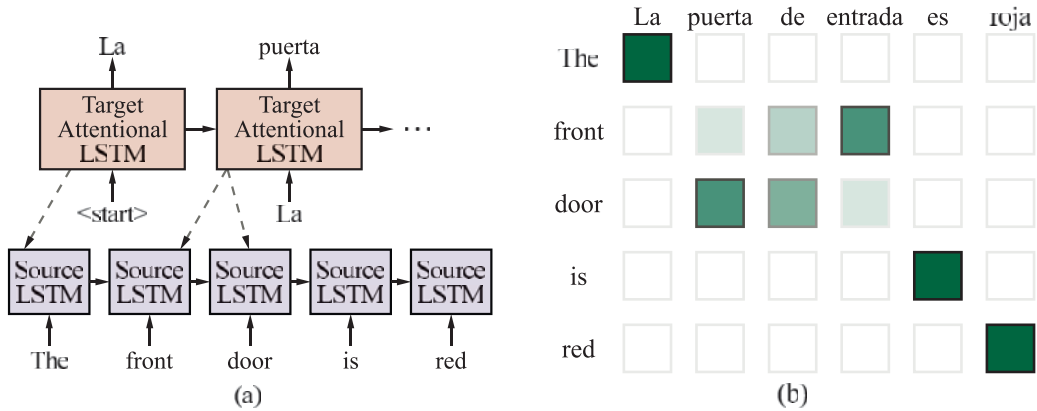 La puerta
Target Attentional LSTM
Target Attentional LSTM
...
<start> La
Source LSTM
Source LSTM
Source LSTM
Source LSTM
Source LSTM
The front door is red
(a)
La puerta de entrada es roja
The
front
door
is
red
(b)